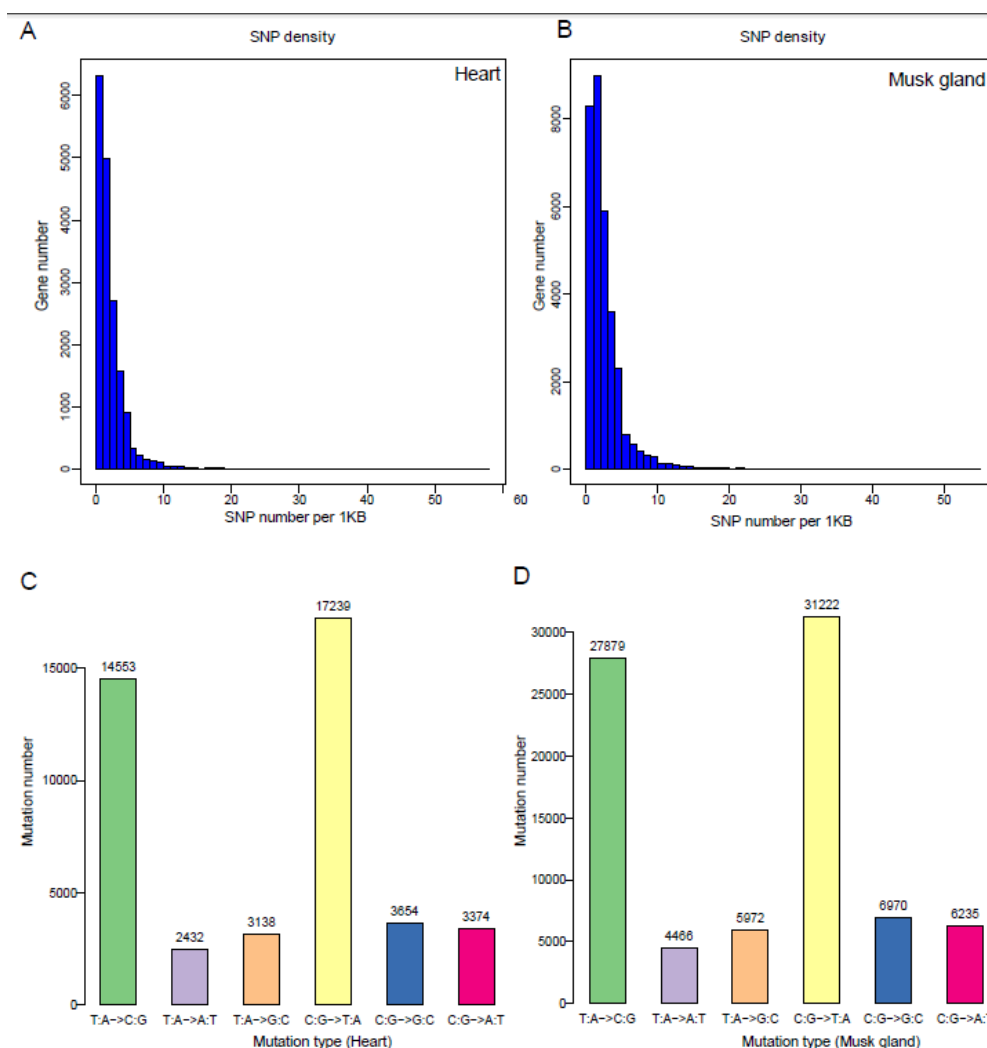 A
SNP density
Heart
Gene number
0
1000
2000
3000
4000
5000
6000
0
10
20
30
40
50
60
SNP number per 1KB
B
SNP density
Musk gland
Gene number
0
2000
4000
6000
8000
0
10
20
30
40
50
SNP number per 1KB
C
Mutation number
15000
10000
5000
0
14553
2432
3138
17239
3654
3374
T:A->C:G
T:A->A:T
T:A->G:C
C:G->T:A
C:G->G:C
C:G->A:T
Mutation type (Heart)
D
Mutation number
30000
25000
20000
15000
10000
5000
0
27879
4466
5972
31222
6970
6235
T:A->C:G
T:A->A:T
T:A->G:C
C:G->T:A
C:G->G:C
C:G->A:T
Mutation type (Musk gland)